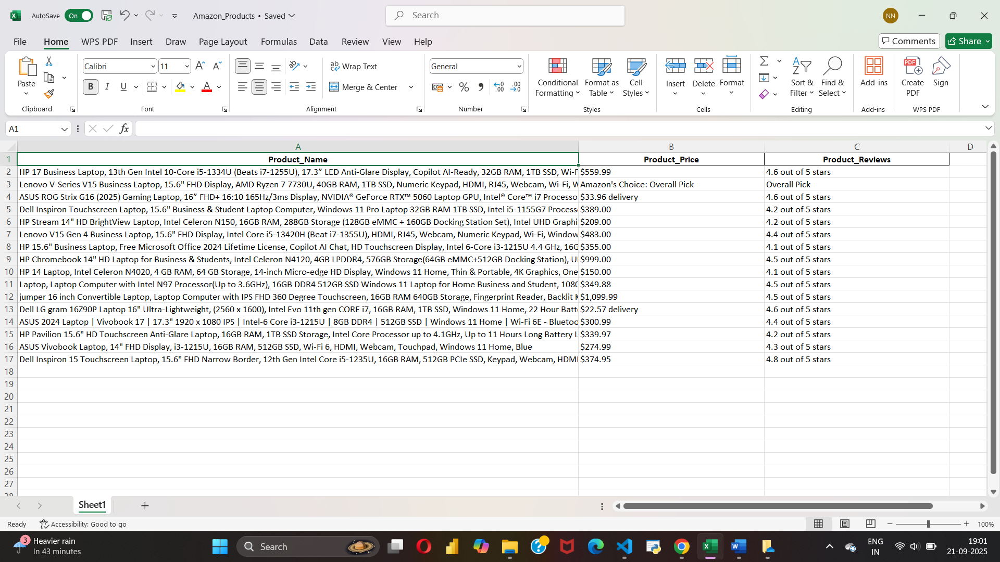 AutoSave On Amazon_Products • Saved Search NN
File Home WPS PDF Insert Draw Page Layout Formulas Data Review View Help Comments Share
Paste
Calibri 11
B I U
A
ab Wrap Text
Merge & Center
General
Conditional Formatting
Format as Table
Cell Styles
Insert
Delete
Format
Sort & Filter
Find & Select
Add-ins
Create PDF
Sign
Clipboard Font Alignment Number Styles Cells Editing Add-ins WPS PDF
A1 fx
A B C D
1 Product_Name Product_Price Product_Reviews
2 HP 17 Business Laptop, 13th Gen Intel 10-Core i5-1334U (Beats i7-1255U), 17.3” LED Anti-Glare Display, Copilot AI-Ready, 32GB RAM, 1TB SSD, Wi-F $559.99 4.6 out of 5 stars
3 Lenovo V-Series V15 Business Laptop, 15.6" FHD Display, AMD Ryzen 7 7730U, 40GB RAM, 1TB SSD, Numeric Keypad, HDMI, RJ45, Webcam, Wi-Fi, W Amazon's Choice: Overall Pick Overall Pick
4 ASUS ROG Strix G16 (2025) Gaming Laptop, 16” FHD+ 16:10 165Hz/3ms Display, NVIDIA® GeForce RTX™ 5060 Laptop GPU, Intel® Core™ i7 Processo $33.96 delivery 4.6 out of 5 stars
5 Dell Inspiron Touchscreen Laptop, 15.6" Business & Student Laptop Computer, Windows 11 Pro Laptop 32GB RAM 1TB SSD, Intel i5-1155G7 Process $389.00 4.2 out of 5 stars
6 HP Stream 14" HD BrightView Laptop, Intel Celeron N150, 16GB RAM, 288GB Storage (128GB eMMC + 160GB Docking Station Set), Intel UHD Graphi $209.00 4.2 out of 5 stars
7 Lenovo V15 Gen 4 Business Laptop, 15.6" FHD Display, Intel Core i5-13420H (Beat i7-1355U), HDMI, RJ45, Webcam, Numeric Keypad, Wi-Fi, Window $483.00 4.4 out of 5 stars
8 HP 15.6" Business Laptop, Free Microsoft Office 2024 Lifetime License, Copilot AI Chat, HD Touchscreen Display, Intel 6-Core i3-1215U 4.4 GHz, 16G $355.00 4.1 out of 5 stars
9 HP Chromebook 14" HD Laptop for Business & Students, Intel Celeron N4120, 4GB LPDDR4, 576GB Storage(64GB eMMC+512GB Docking Station), U $999.00 4.5 out of 5 stars
10 HP 14 Laptop, Intel Celeron N4020, 4 GB RAM, 64 GB Storage, 14-inch Micro-edge HD Display, Windows 11 Home, Thin & Portable, 4K Graphics, One $150.00 4.1 out of 5 stars
11 Laptop, Laptop Computer with Intel N97 Processor(Up to 3.6GHz), 16GB DDR4 512GB SSD Windows 11 Laptop for Home Business and Student, 1080 $349.88 4.5 out of 5 stars
12 jumper 16 inch Convertible Laptop, Laptop Computer with IPS FHD 360 Degree Touchscreen, 16GB RAM 640GB Storage, Fingerprint Reader, Backlit K $1,099.99 4.5 out of 5 stars
13 Dell LG gram 16Z90P Laptop 16" Ultra-Lightweight, (2560 x 1600), Intel Evo 11th gen CORE i7, 16GB RAM, 1TB SSD, Windows 11 Home, 22 Hour Batt $22.57 delivery 4.6 out of 5 stars
14 ASUS 2024 Laptop | Vivobook 17 | 17.3" 1920 x 1080 IPS | Intel-6 Core i3-1215U | 8GB DDR4 | 512GB SSD | Windows 11 Home | Wi-Fi 6E - Bluetoo $300.99 4.4 out of 5 stars
15 HP Pavilion 15.6" HD Touchscreen Anti-Glare Laptop, 16GB RAM, 1TB SSD Storage, Intel Core Processor up to 4.1GHz, Up to 11 Hours Long Battery L $339.97 4.2 out of 5 stars
16 ASUS Vivobook Laptop, 14" FHD Display, i3-1215U, 16GB RAM, 512GB SSD, Wi-Fi 6, HDMI, Webcam, Touchpad, Windows 11 Home, Blue $274.99 4.3 out of 5 stars
17 Dell Inspiron 15 Touchscreen Laptop, 15.6" FHD Narrow Border, 12th Gen Intel Core i5-1235U, 16GB RAM, 512GB PCIe SSD, Keypad, Webcam, HDMI $374.95 4.8 out of 5 stars
18
19
20
21
22
23
24
25
26
27
28
Sheet1
Ready Accessibility: Good to go 100%
3 Heavier rain
In 43 minutes
Search
ENG
IN
19:01
21-09-2025